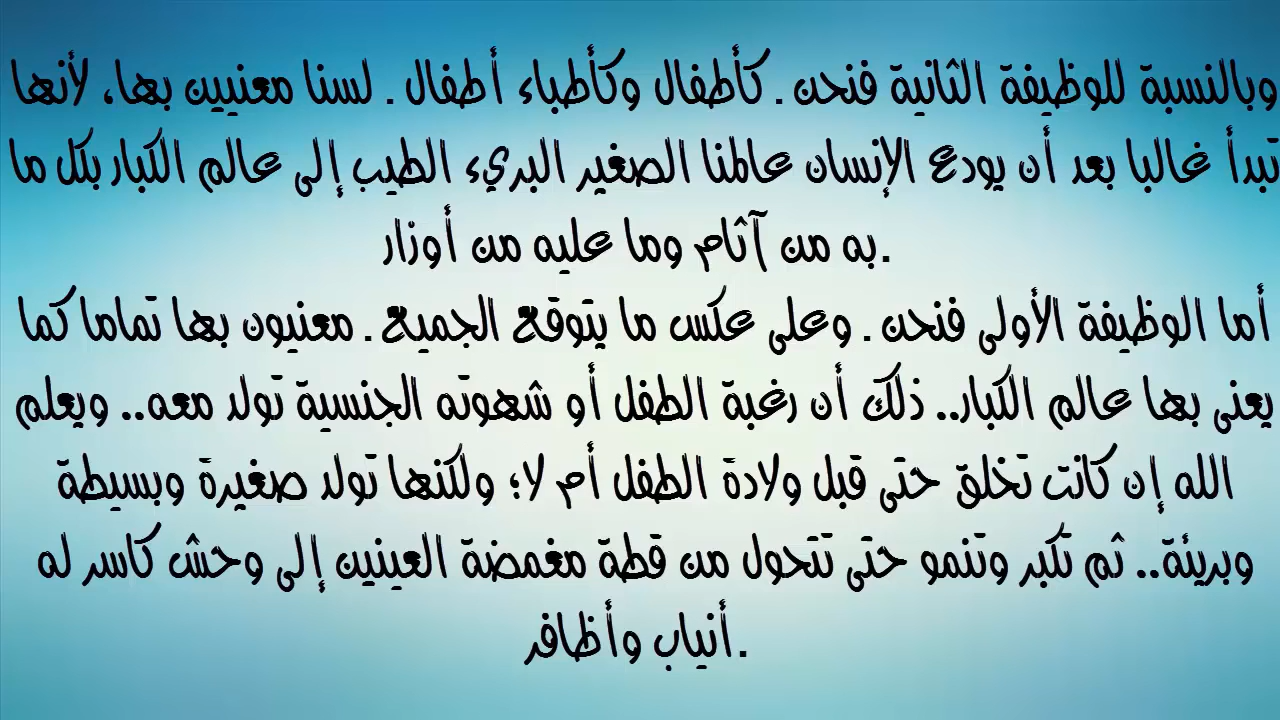 وبالنسبة للوظيفة الثانية فنحن . كأطفال وكأطباء أطفال . لسنا معنيين بها، لأنها
تبدأ غالبا بعد أن يودع الإنسان عالمنا الصغير البريء الطيب إلى عالم الكبار بكل ما
به من آثام وما عليه من أوزار.
أما الوظيفة الأولى فنحن . وعلى عكس ما يتوقع الجميع . معنيون بها تماما كما
يعنى بها عالم الكبار.. ذلك أن رغبة الطفل أو شهوته الجنسية تولد معه.. ويعلم
الله إن كانت تخلق حتى قبل ولادة الطفل أم لا؛ ولكنها تولد صغيرة وبسيطة
وبريئة.. ثم تكبر وتنمو حتى تتحول من قطة مغمضة العينين إلى وحش كاسر له
أنياب وأظافر.